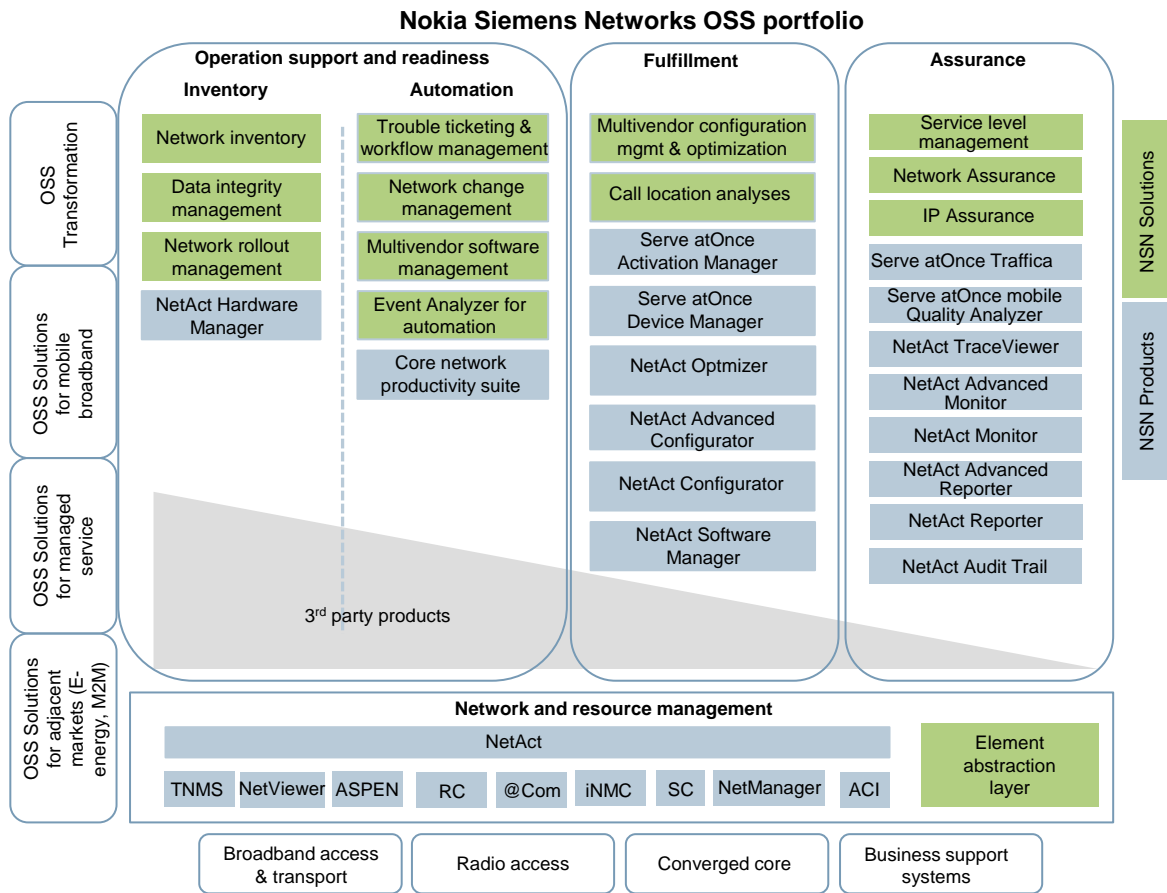 Nokia Siemens Networks OSS portfolio
Operation support and readiness
Fulfillment
Assurance
Inventory
Automation
OSS
Transformation
OSS Solutions
for mobile
broadband
OSS Solutions
for managed
service
OSS Solutions
for adjacent
markets (E-
energy, M2M)
Network inventory
Data integrity
management
Network rollout
management
NetAct Hardware
Manager
Trouble ticketing &
workflow management
Network change
management
Multivendor software
management
Event Analyzer for
automation
Core network
productivity suite
Multivendor configuration
mgmt & optimization
Call location analyses
Serve atOnce
Activation Manager
Serve atOnce
Device Manager
NetAct Optmizer
NetAct Advanced
Configurator
NetAct Configurator
NetAct Software
Manager
Service level
management
Network Assurance
IP Assurance
Serve atOnce Traffica
Serve atOnce mobile
Quality Analyzer
NetAct TraceViewer
NetAct Advanced
Monitor
NetAct Monitor
NetAct Advanced
Reporter
NetAct Reporter
NetAct Audit Trail
NSN Solutions
NSN Products
3rd party products
Network and resource management
NetAct
TNMS
NetViewer
ASPEN
RC
@Com
iNMC
SC
NetManager
ACI
Element
abstraction
layer
Broadband access
& transport
Radio access
Converged core
Business support
systems